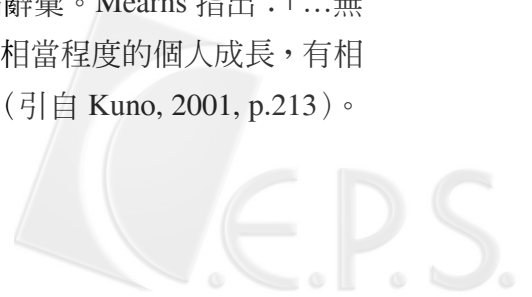 辭彙。Mearns 指出：「…無
相當程度的個人成長，有相
（引自 Kuno, 2001, p.213）。
C.E.P.S.